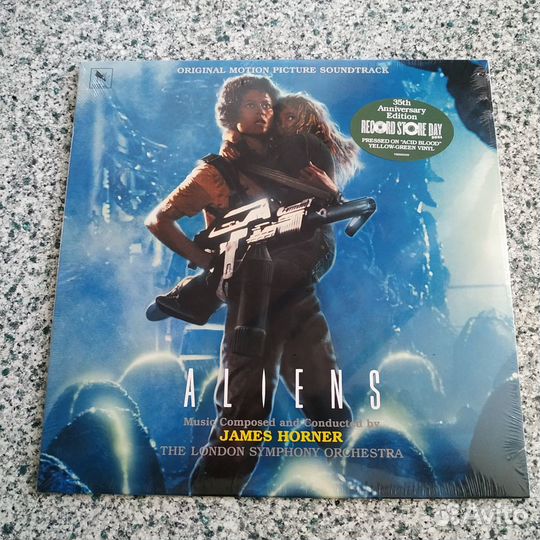 ORIGINAL MOTION PICTURE SOUNDTRACK
35th
Anniversary
Edition
RECORD STORE DAY
PRESSED ON "ACID BLOOD"
YELLOW-GREEN VINYL
ALIENS
Music Composed and Conducted by
JAMES HORNER
THE LONDON SYMPHONY ORCHESTRA
Avito